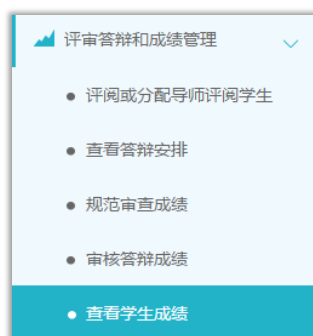 评审答辩和成绩管理
评阅或分配导师评阅学生
查看答辩安排
规范审查成绩
审核答辩成绩
查看学生成绩